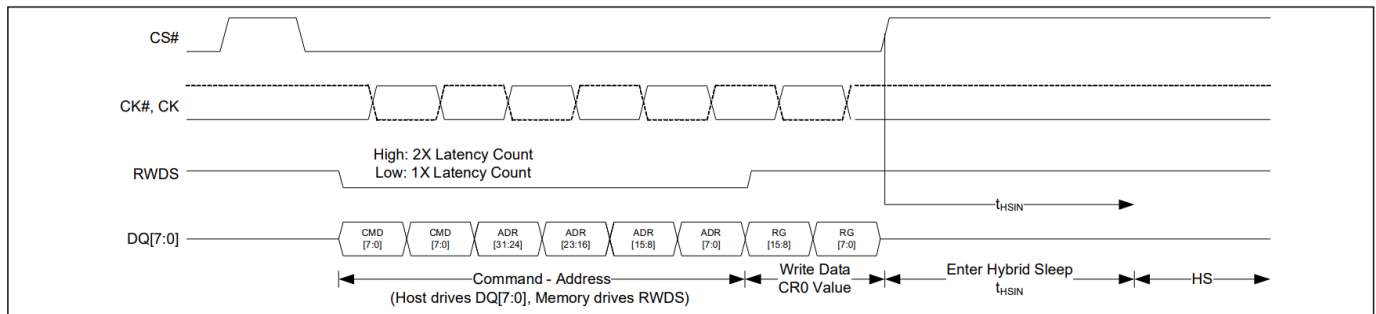 CS#
CK#, CK
High: 2X Latency Count
Low: 1X Latency Count
RWDS
tHSIN
DQ[7:0]
CMD [7:0]
CMD [7:0]
ADR [31:24]
ADR [23:16]
ADR [15:8]
ADR [7:0]
RG [15:8]
RG [7:0]
Command - Address
(Host drives DQ[7:0], Memory drives RWDS)
Write Data
CR0 Value
Enter Hybrid Sleep
tHSIN
HS